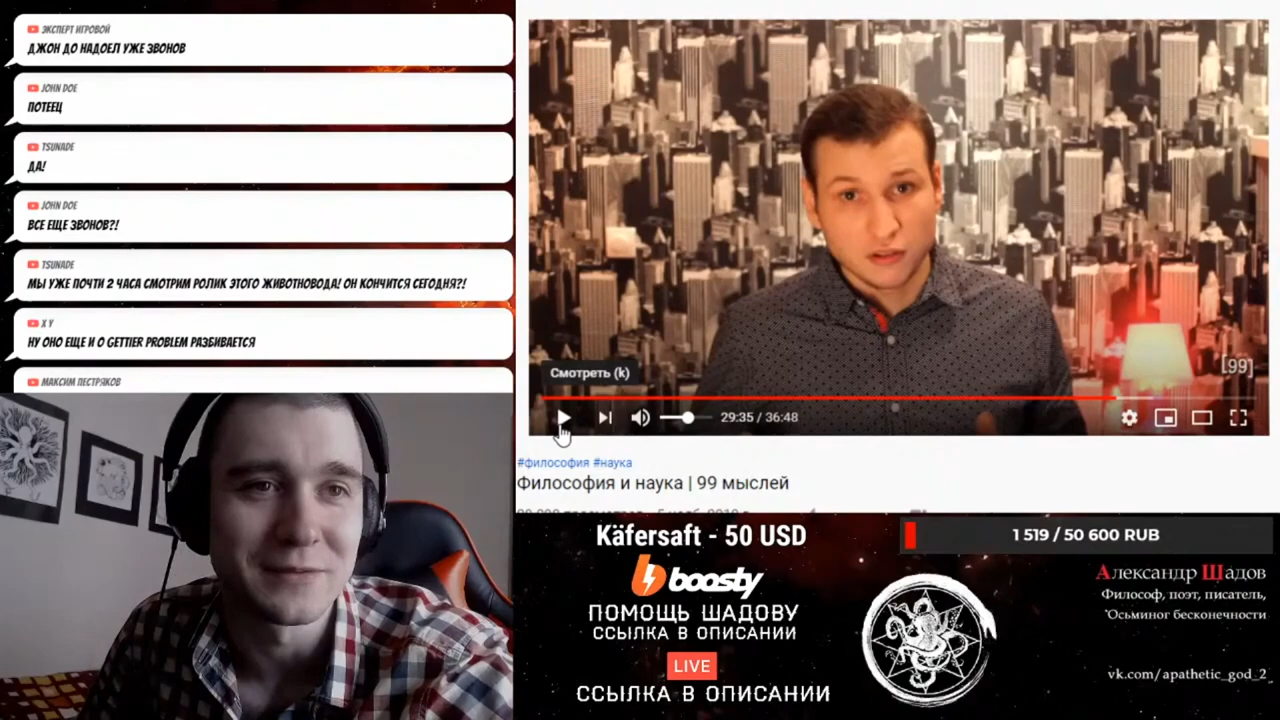 ЭКСПЕРТ ИГРОВОЙ
ДЖОН ДО НАДОЕЛ УЖЕ ЗВОНОВ
JOHN DOE
ПОТЕЕЦ
TSUNADE
ДА!
JOHN DOE
ВСЕ ЕЩЕ ЗВОНОВ?!
TSUNADE
МЫ УЖЕ ПОЧТИ 2 ЧАСА СМОТРИМ РОЛИК ЭТОГО ЖИВОТНОВОДА! ОН КОНЧИТСЯ СЕГОДНЯ?!
X Y
НУ ОНО ЕЩЕ И О GETTIER PROBLEM РАЗБИВАЕТСЯ
МАКСИМ ПЕСТРЯКОВ
[99]
Смотреть (k)
29:35 / 36:48
#философия #наука
Философия и наука | 99 мыслей
Käfersaft - 50 USD
boosty
ПОМОЩЬ ШАДОВУ
ССЫЛКА В ОПИСАНИИ
LIVE
ССЫЛКА В ОПИСАНИИ
1 519 / 50 600 RUB
Александр Шадов
Философ, поэт, писатель,
"Осьминог бесконечности
vk.com/apathetic_god_2